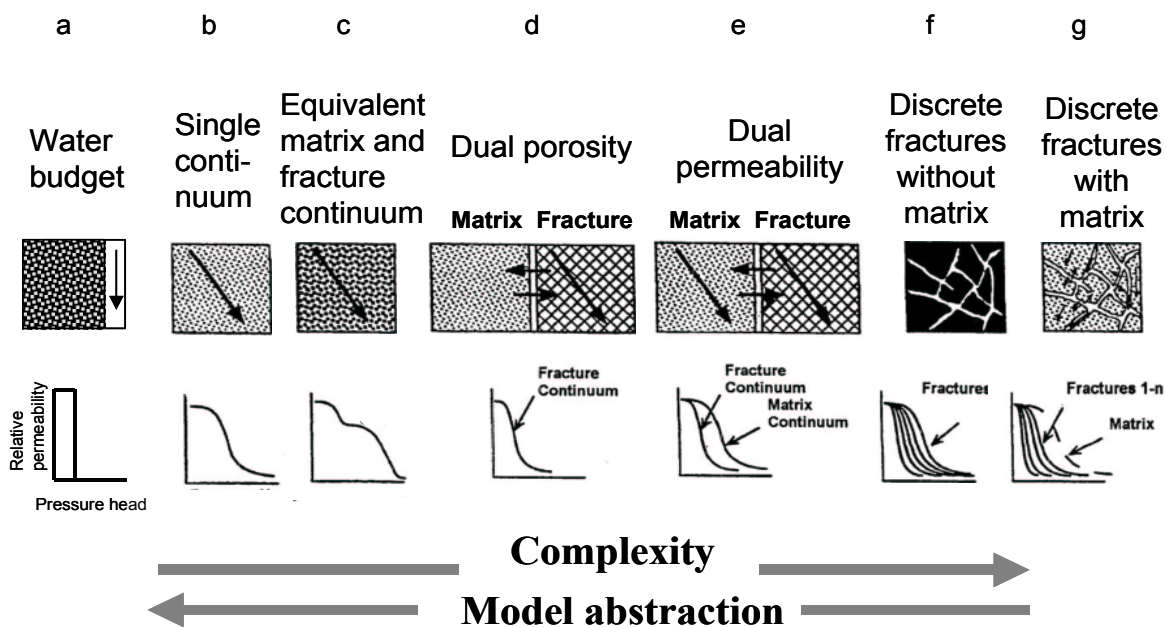 a
b
c
d
e
f
g
Water
budget
Single
conti-
nuum
Equivalent
matrix and
fracture
continuum
Dual porosity
Matrix Fracture
Dual
permeability
Matrix Fracture
Discrete
fractures
without
matrix
Discrete
fractures
with
matrix
Relative
permeability
Pressure head
Fracture
Continuum
Fracture
Continuum
Matrix
Continuum
Fractures
Fractures 1-n
Matrix
Complexity
Model abstraction